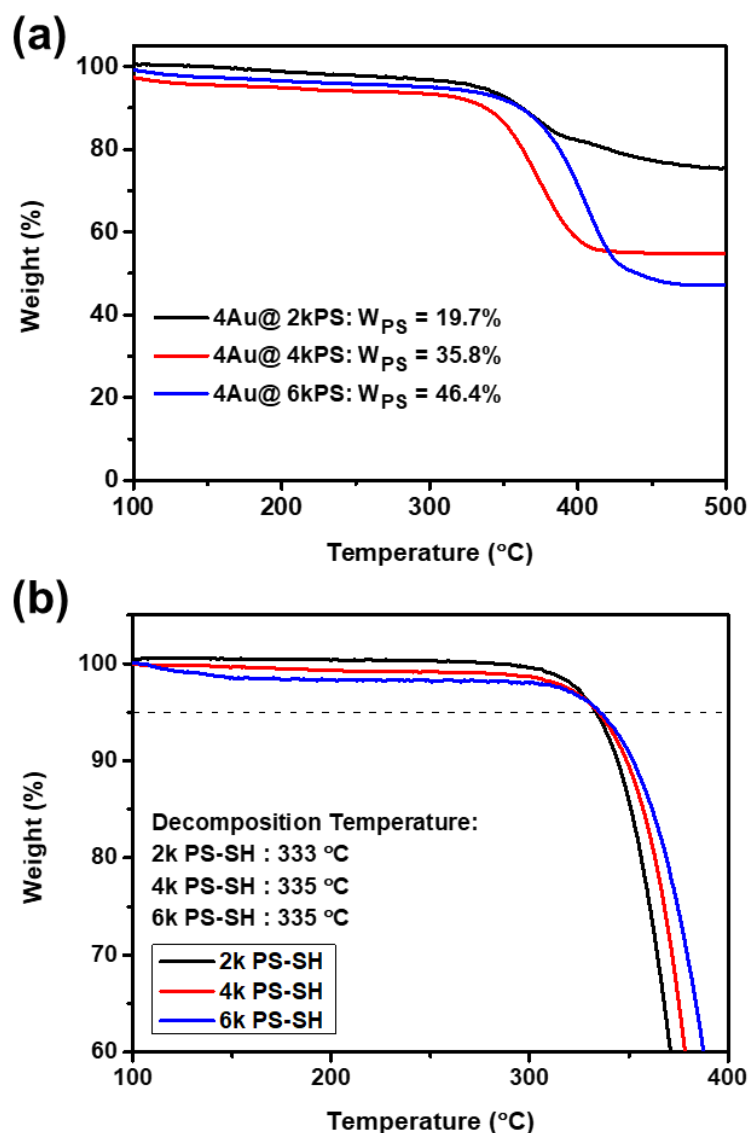 (a)
100
80
60
40
20
0
Weight (%)
4Au@ 2kPS: WPS = 19.7%
4Au@ 4kPS: WPS = 35.8%
4Au@ 6kPS: WPS = 46.4%
100 200 300 400 500
Temperature (°C)
(b)
100
90
80
70
60
Weight (%)
Decomposition Temperature:
2k PS-SH : 333 °C
4k PS-SH : 335 °C
6k PS-SH : 335 °C
2k PS-SH
4k PS-SH
6k PS-SH
100 200 300 400
Temperature (°C)